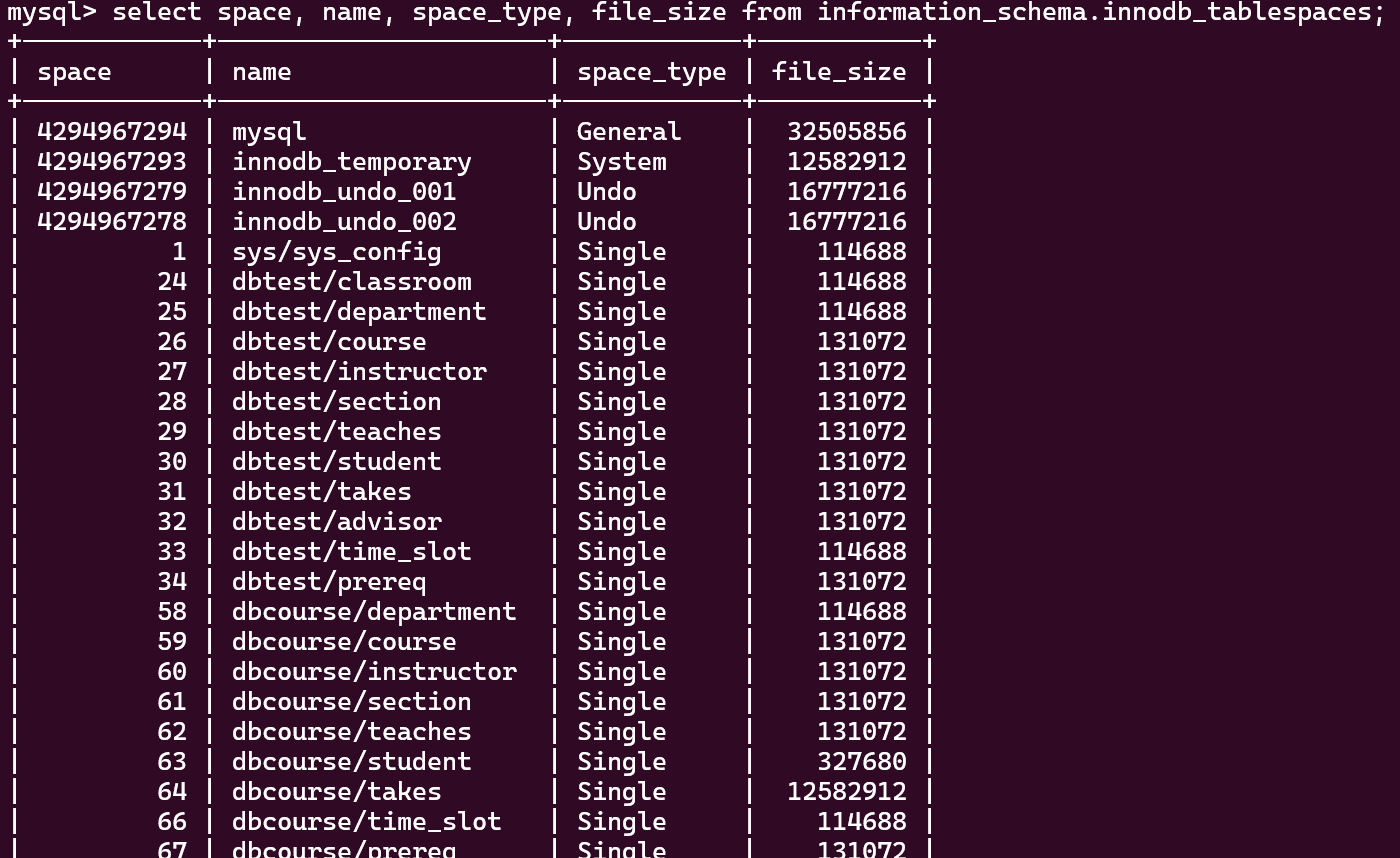 mysql> select space, name, space_type, file_size from information_schema.innodb_tablespaces;
+------------+----------------------+------------+-----------+
| space      | name                 | space_type | file_size |
+------------+----------------------+------------+-----------+
| 4294967294 | mysql                | General    |  32505856 |
| 4294967293 | innodb_temporary     | System     |  12582912 |
| 4294967279 | innodb_undo_001      | Undo       |  16777216 |
| 4294967278 | innodb_undo_002      | Undo       |  16777216 |
|          1 | sys/sys_config       | Single     |    114688 |
|         24 | dbtest/classroom     | Single     |    114688 |
|         25 | dbtest/department    | Single     |    114688 |
|         26 | dbtest/course        | Single     |    131072 |
|         27 | dbtest/instructor    | Single     |    131072 |
|         28 | dbtest/section       | Single     |    131072 |
|         29 | dbtest/teaches       | Single     |    131072 |
|         30 | dbtest/student       | Single     |    131072 |
|         31 | dbtest/takes         | Single     |    131072 |
|         32 | dbtest/advisor       | Single     |    131072 |
|         33 | dbtest/time_slot     | Single     |    114688 |
|         34 | dbtest/prereq        | Single     |    131072 |
|         58 | dbcourse/department  | Single     |    114688 |
|         59 | dbcourse/course      | Single     |    131072 |
|         60 | dbcourse/instructor  | Single     |    131072 |
|         61 | dbcourse/section     | Single     |    131072 |
|         62 | dbcourse/teaches     | Single     |    131072 |
|         63 | dbcourse/student     | Single     |    327680 |
|         64 | dbcourse/takes       | Single     |  12582912 |
|         66 | dbcourse/time_slot   | Single     |    114688 |
|         67 | dbcourse/prereq      | Single     |    131072 |